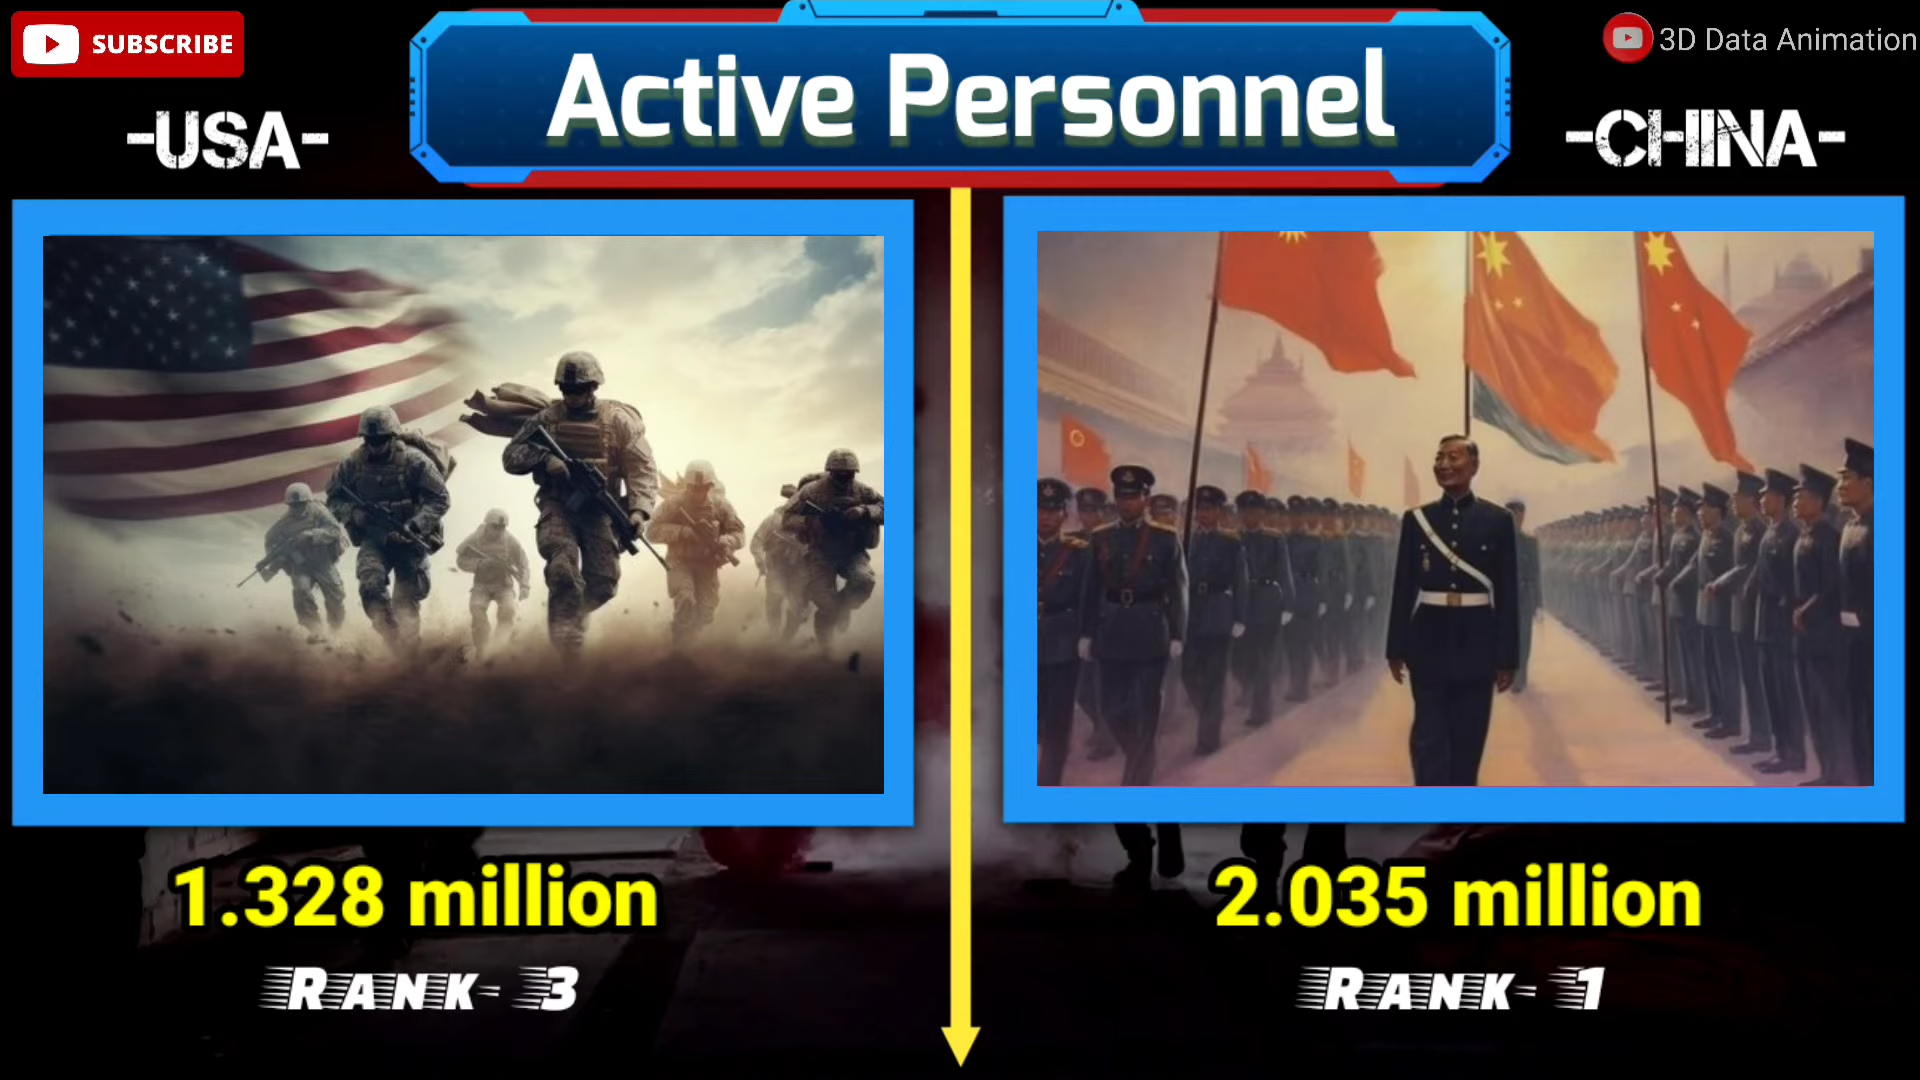 SUBSCRIBE
Active Personnel
3D Data Animation
-USA-
-CHINA-
1.328 million
2.035 million
RANK- 3
RANK- 1